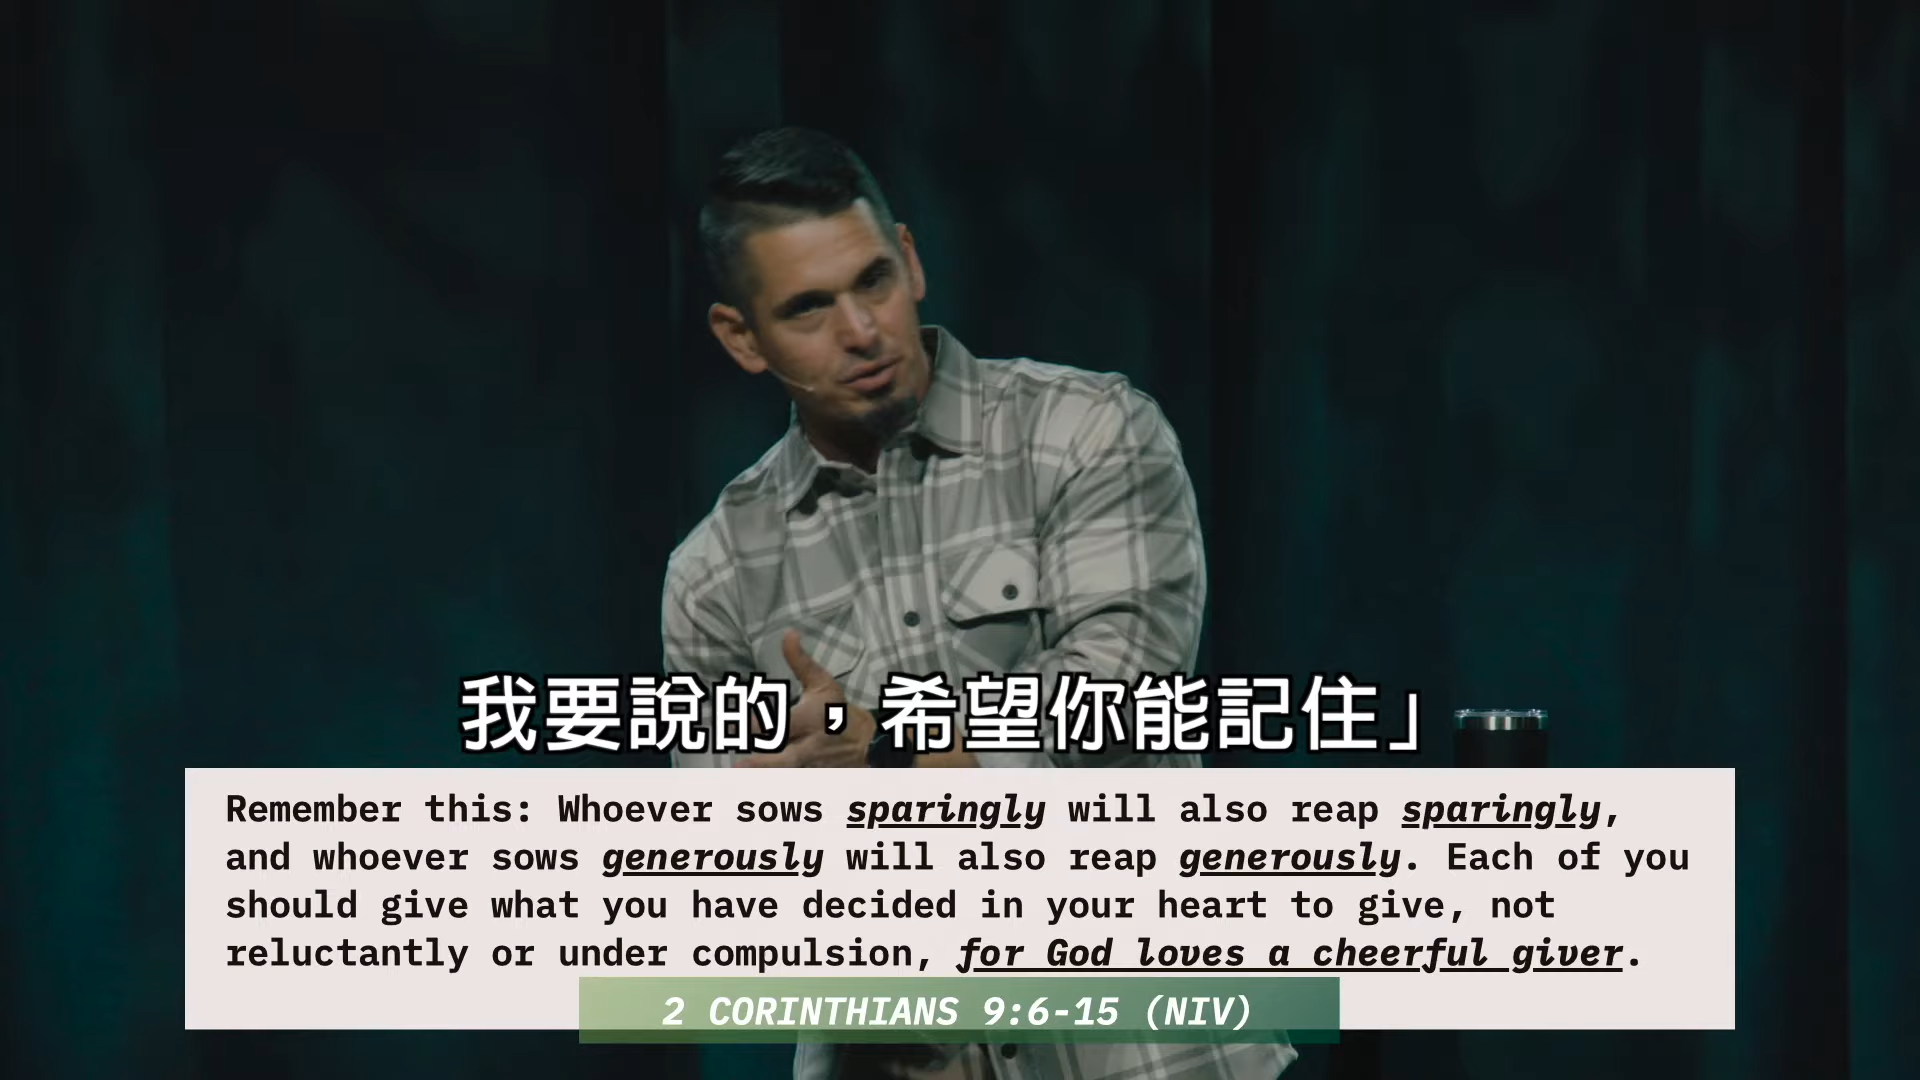 我要說的，希望你能記住」
Remember this: Whoever sows sparingly will also reap sparingly,
and whoever sows generously will also reap generously. Each of you
should give what you have decided in your heart to give, not
reluctantly or under compulsion, for God loves a cheerful giver.
2 CORINTHIANS 9:6-15 (NIV)